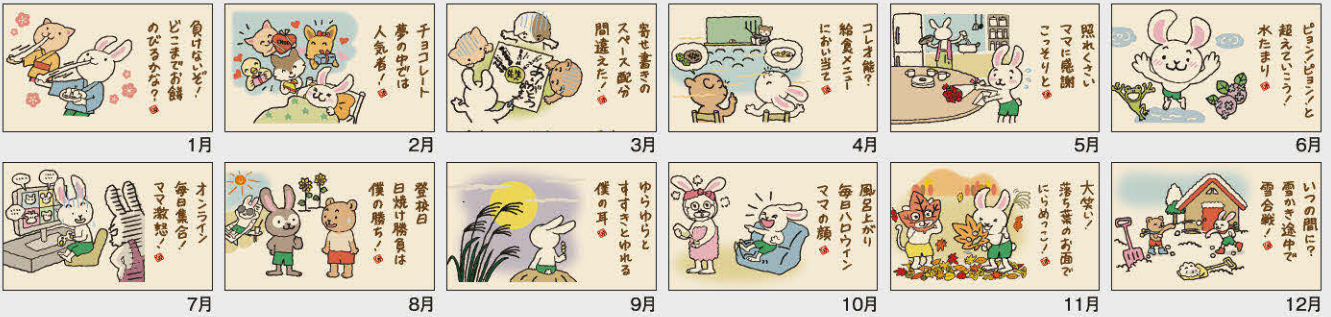 負けないぞ!
どこまでお餅
のびるかな?
1月
チョコレート
夢の中では
人気者!
2月
寄せ書きの
スペース配分
間違えた!
3月
コレオ能?
給食メニュー
におい当て
4月
照れくさい
ママに感謝
こっそりと
5月
ピョン!ピョン!と
超えていこう!
水たまり
6月
オンライン
毎日集合!
ママ激怒!
7月
登校日
日焼け勝負は
僕の勝ち!
8月
ゆらゆらと
すすきとゆれる
僕の耳
9月
風呂上がり
毎日ハロウィン
ママの顔
10月
大笑い!
落ち葉のお面で
にらめっこ!
11月
いつの間に?
雪かき途中で
雪合戦!
12月